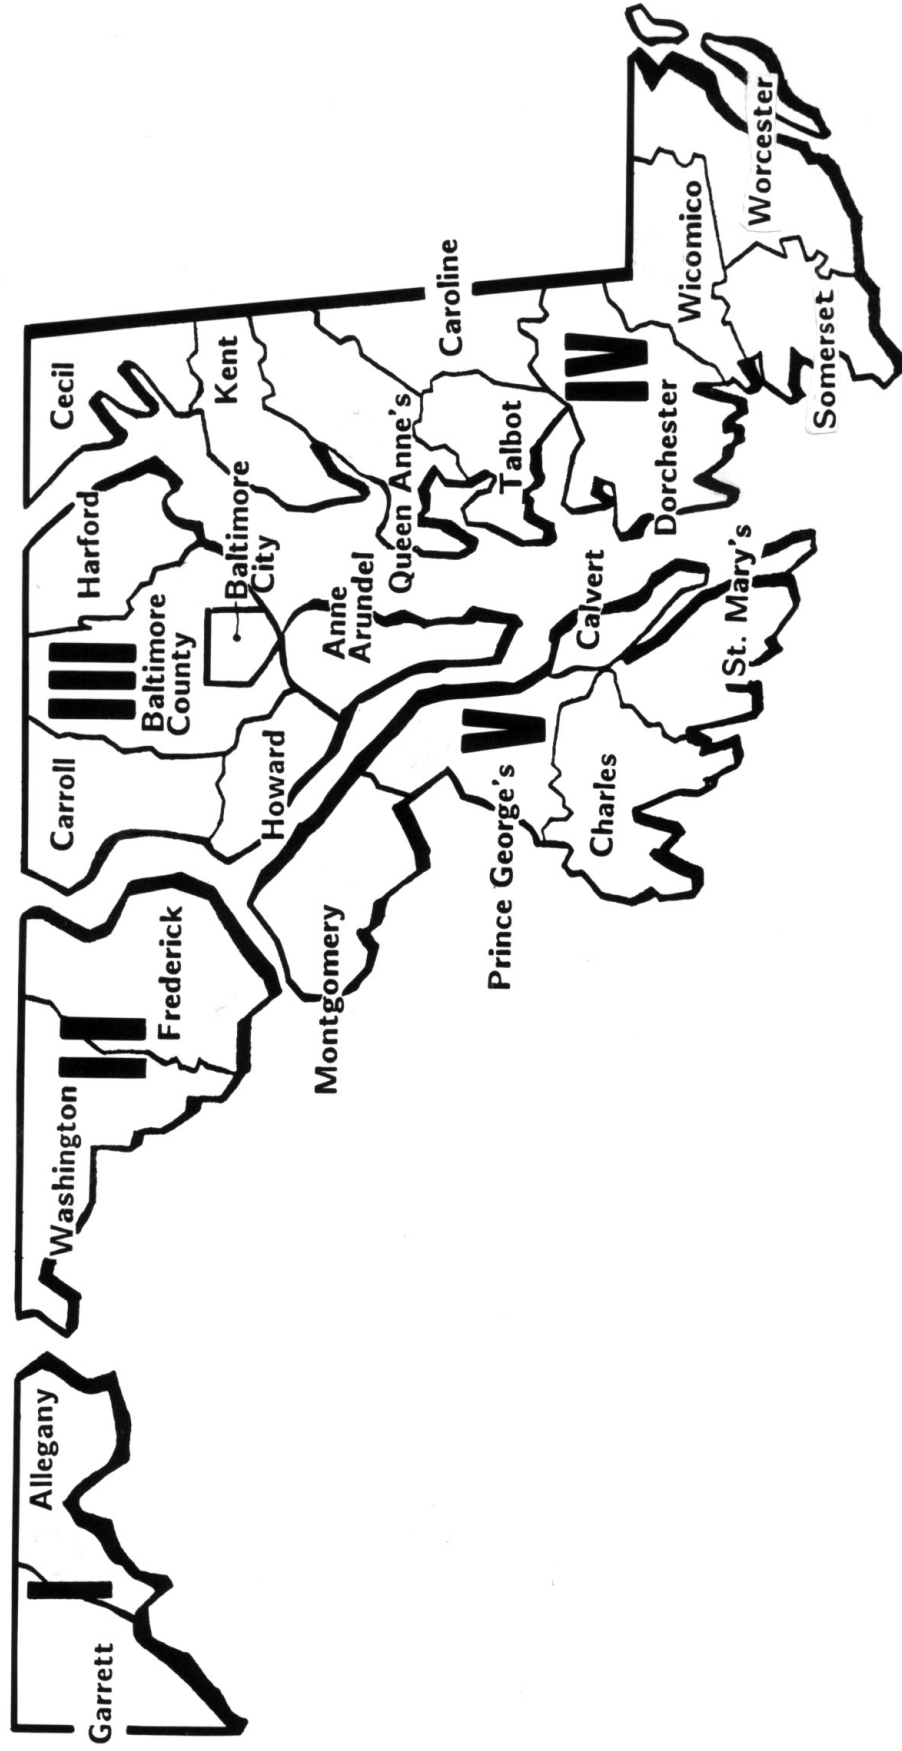 Garrett
I
Allegany
Washington
II
Frederick
Carroll
III
Baltimore
County
Harford
Baltimore
City
Howard
Montgomery
Anne
Arundel
Prince George's
V
Charles
Calvert
St. Mary's
Cecil
Kent
Queen Anne's
Caroline
Talbot
IV
Dorchester
Wicomico
Somerset
Worcester